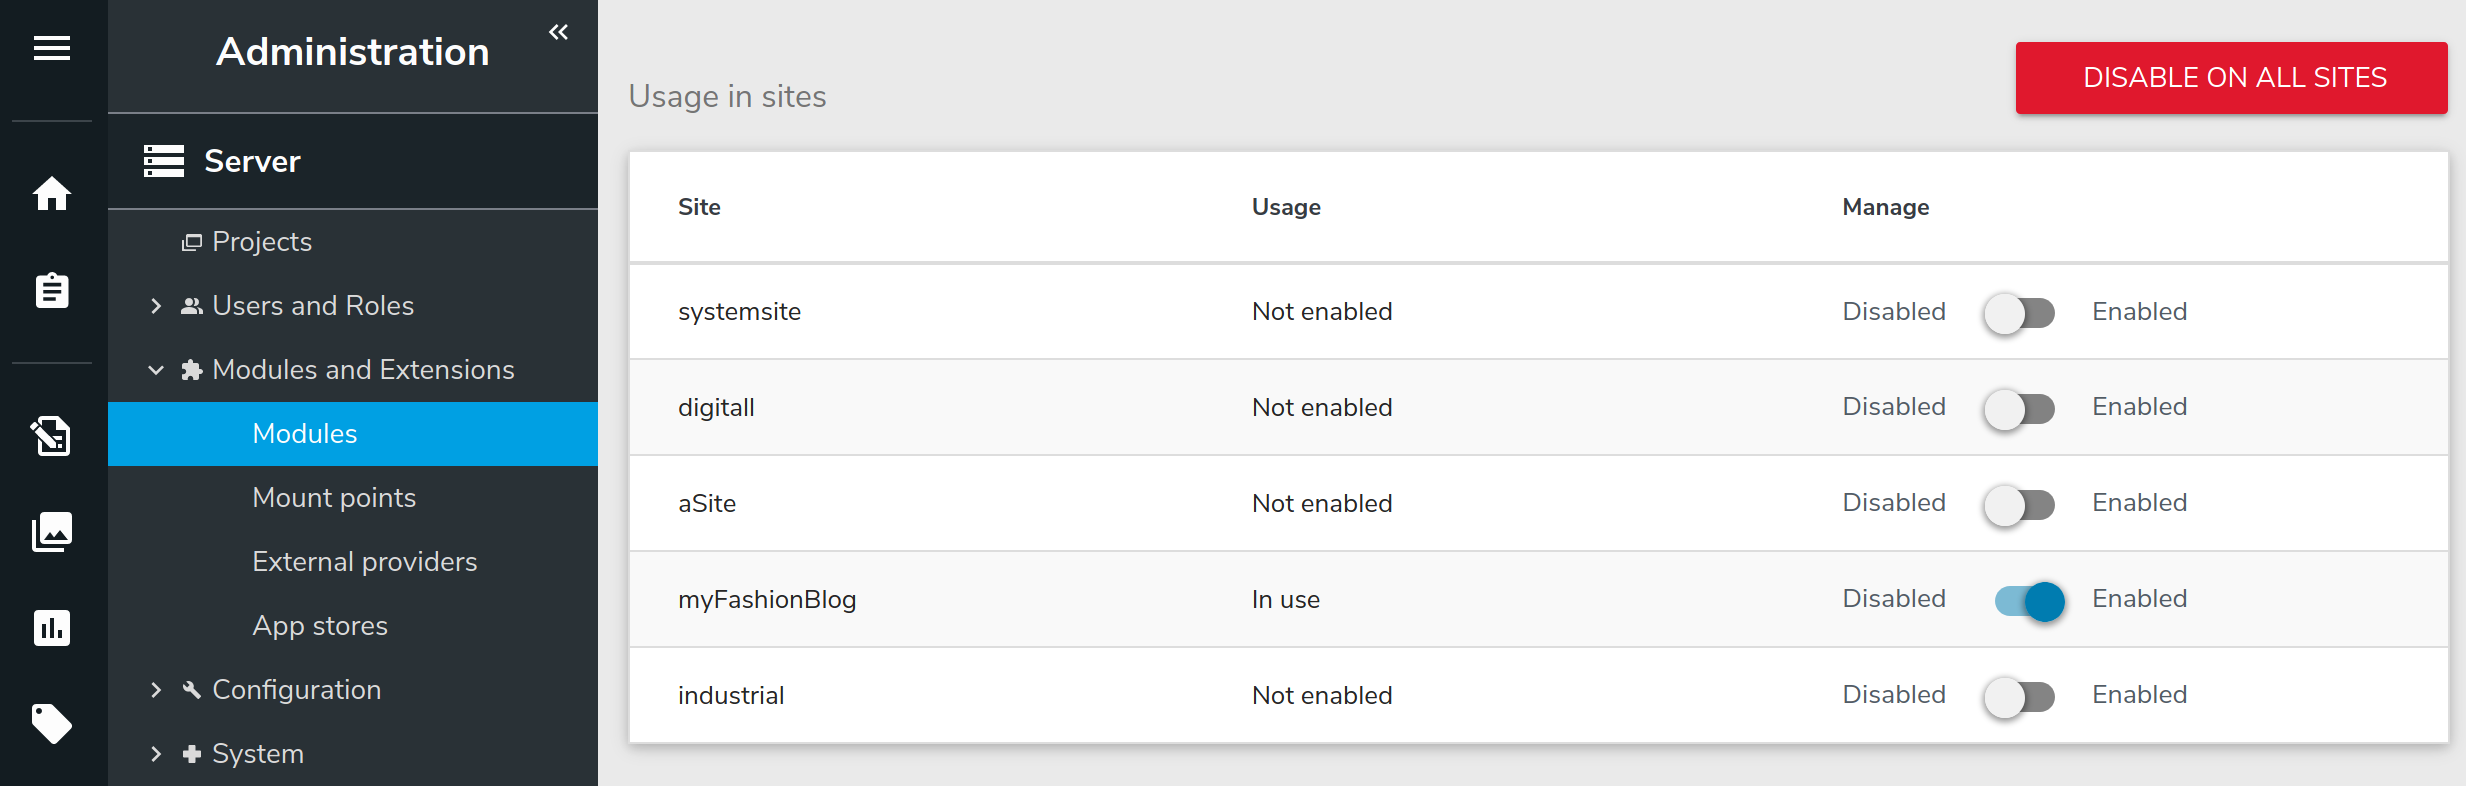 Administration
Server
Projects
Users and Roles
Modules and Extensions
Modules
Mount points
External providers
App stores
Configuration
System
Usage in sites
DISABLE ON ALL SITES
Site Usage Manage
systemsite Not enabled Disabled Enabled
digitall Not enabled Disabled Enabled
aSite Not enabled Disabled Enabled
myFashionBlog In use Disabled Enabled
industrial Not enabled Disabled Enabled